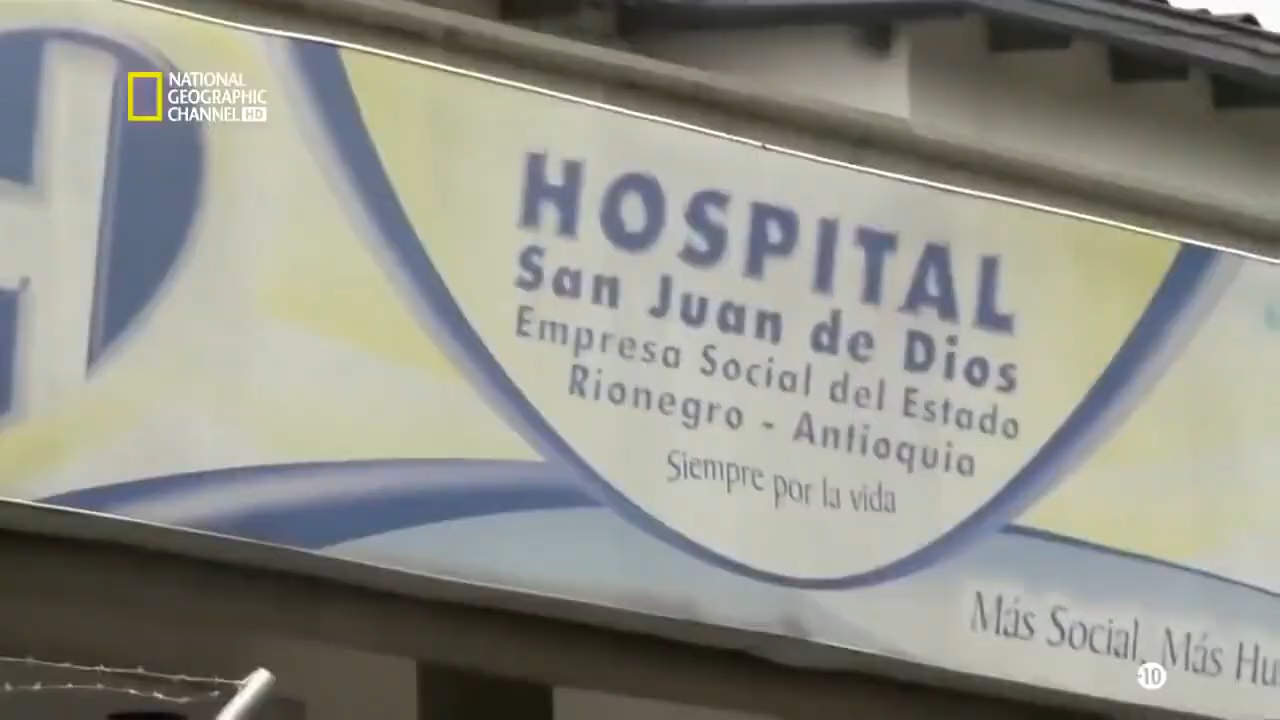 NATIONAL
GEOGRAPHIC
CHANNEL HD
H
HOSPITAL
San Juan de Dios
Empresa Social del Estado
Rionegro - Antioquia
Siempre por la vida
Más Social, Más Hu
-10